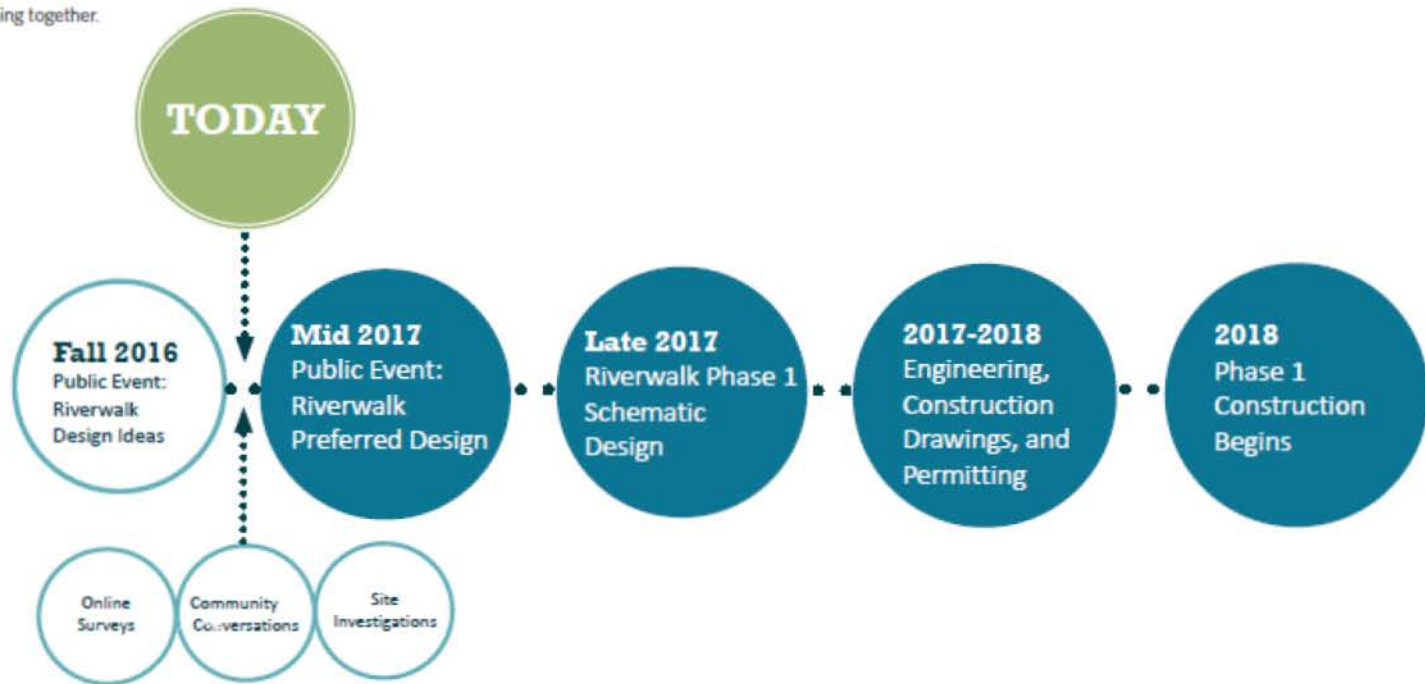 ing together.
TODAY
Fall 2016
Public Event:
Riverwalk
Design Ideas
Mid 2017
Public Event:
Riverwalk
Preferred Design
Late 2017
Riverwalk Phase 1
Schematic
Design
2017-2018
Engineering,
Construction
Drawings, and
Permitting
2018
Phase 1
Construction
Begins
Online
Surveys
Community
Conversations
Site
Investigations